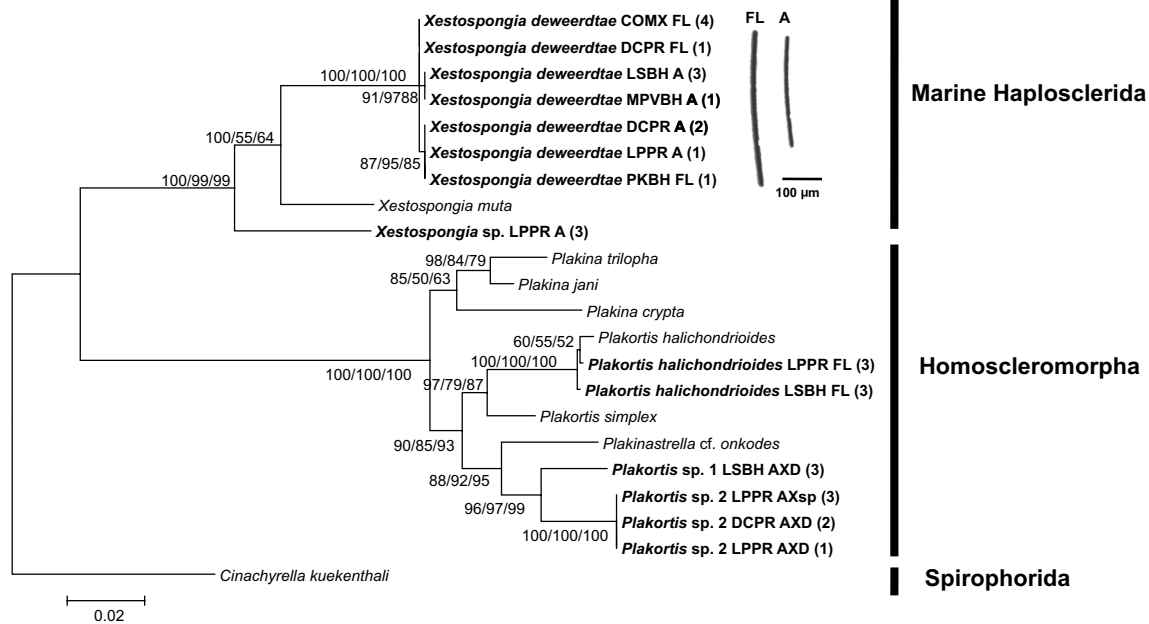 Xestospongia deweerdtae COMX FL (4)
FL A
Xestospongia deweerdtae DCPR FL (1)
100/100/100
Xestospongia deweerdtae LSBH A (3)
91/9788
Xestospongia deweerdtae MPVBH A (1)
Marine Haplosclerida
100/55/64
Xestospongia deweerdtae DCPR A (2)
Xestospongia deweerdtae LPPR A (1)
87/95/85
100/99/99
Xestospongia deweerdtae PKBH FL (1)
100 µm
Xestospongia muta
Xestospongia sp. LPPR A (3)
98/84/79
Plakina trilopha
85/50/63
Plakina jani
Plakina crypta
60/55/52
Plakortis halichondrioides
100/100/100
Plakortis halichondrioides LPPR FL (3)
Homoscleromorpha
100/100/100
97/79/87
Plakortis halichondrioides LSBH FL (3)
Plakortis simplex
90/85/93
Plakinastrella cf. onkodes
88/92/95
Plakortis sp. 1 LSBH AXD (3)
96/97/99
Plakortis sp. 2 LPPR AXsp (3)
Plakortis sp. 2 DCPR AXD (2)
100/100/100
Plakortis sp. 2 LPPR AXD (1)
Cinachyrella kuekenthali
Spirophorida
0.02